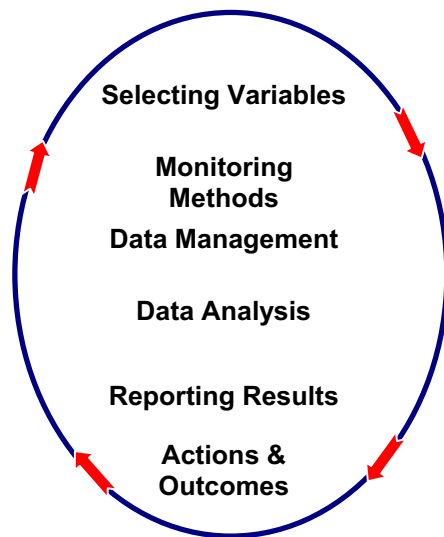 Selecting Variables
Monitoring
Methods
Data Management
Data Analysis
Reporting Results
Actions &
Outcomes